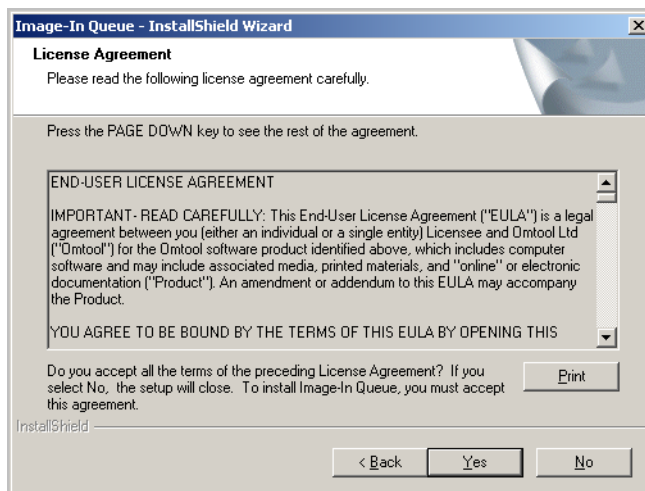 Image-In Queue - InstallShield Wizard
License Agreement
Please read the following license agreement carefully.
Press the PAGE DOWN key to see the rest of the agreement.
END-USER LICENSE AGREEMENT
IMPORTANT- READ CAREFULLY: This End-User License Agreement ("EULA") is a legal
agreement between you (either an individual or a single entity) Licensee and Omtool Ltd
("Omtool") for the Omtool software product identified above, which includes computer
software and may include associated media, printed materials, and "online" or electronic
documentation ("Product"). An amendment or addendum to this EULA may accompany
the Product.
YOU AGREE TO BE BOUND BY THE TERMS OF THIS EULA BY OPENING THIS
Do you accept all the terms of the preceding License Agreement? If you
select No, the setup will close. To install Image-In Queue, you must accept
this agreement.
Print
InstallShield
< Back
Yes
No